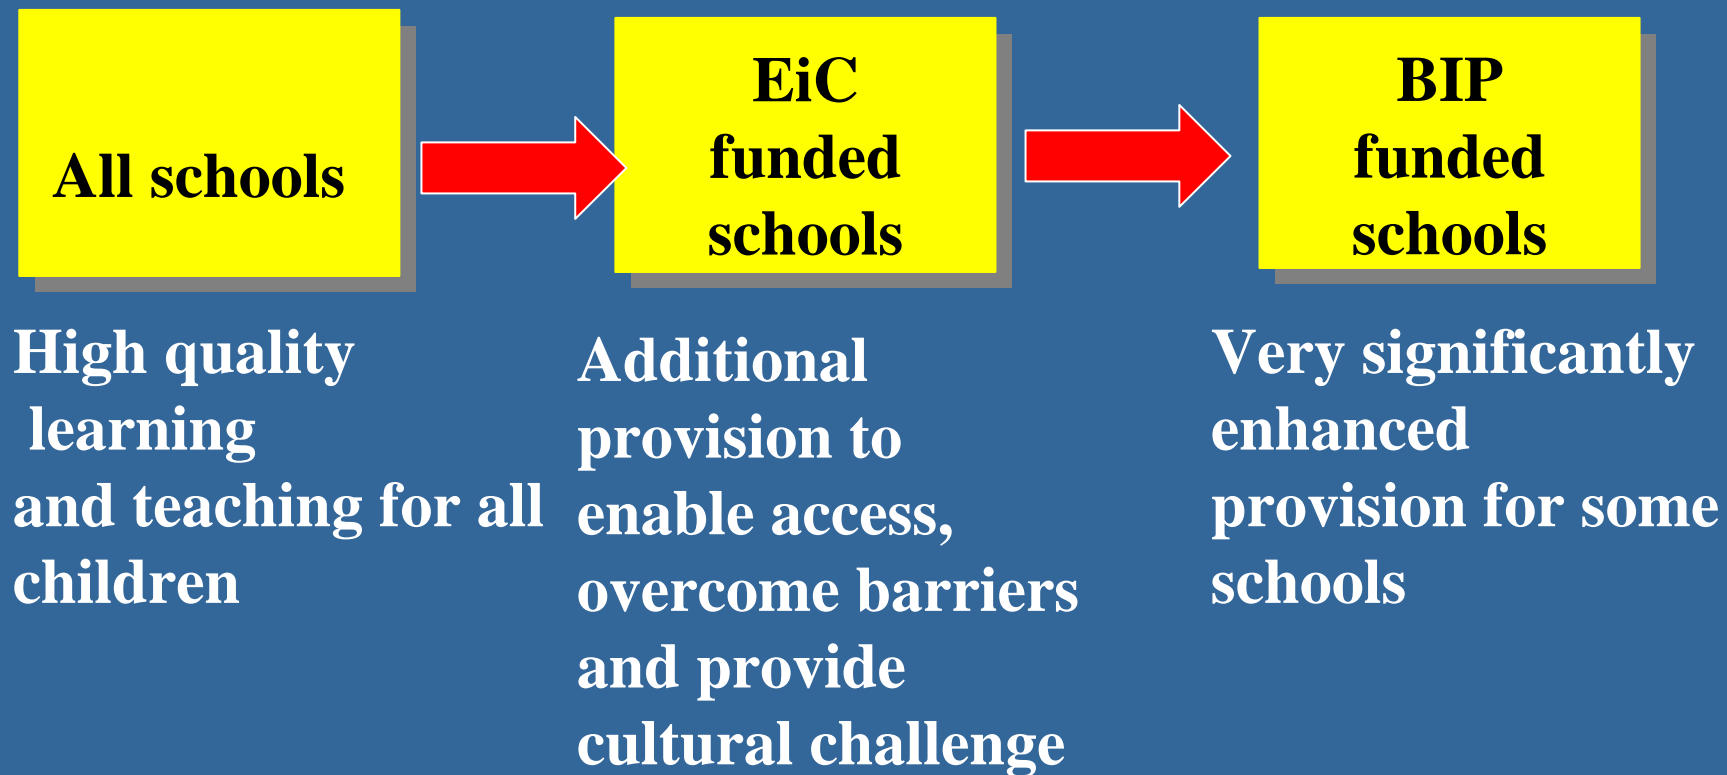 All schools
EiC
funded
schools
BIP
funded
schools
High quality
learning
and teaching for all
children
Additional
provision to
enable access,
overcome barriers
and provide
cultural challenge
Very significantly
enhanced
provision for some
schools